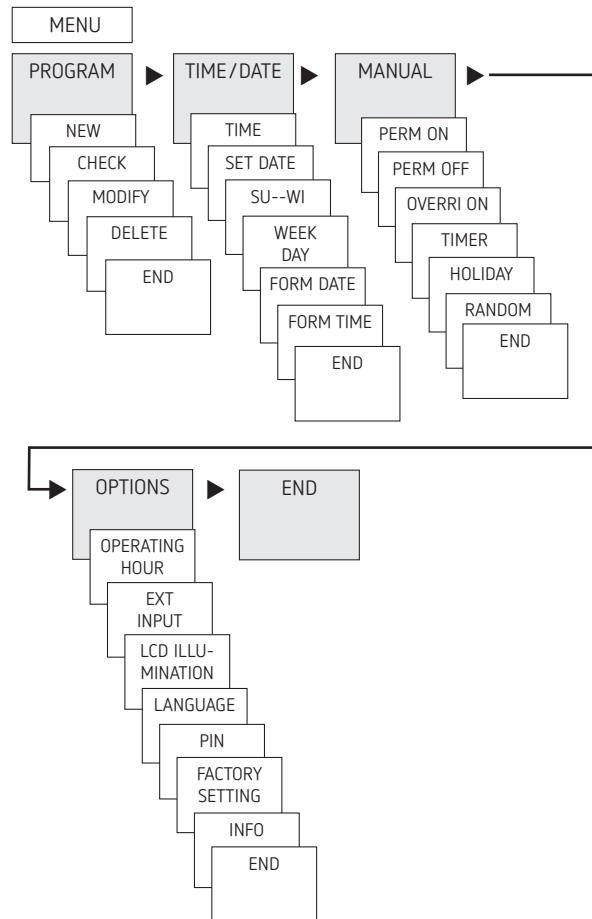 MENU
PROGRAM
NEW
CHECK
MODIFY
DELETE
END
TIME/DATE
TIME
SET DATE
SU--WI
WEEK
DAY
FORM DATE
FORM TIME
END
MANUAL
PERM ON
PERM OFF
OVERRI ON
TIMER
HOLIDAY
RANDOM
END
OPTIONS
OPERATING
HOUR
EXT
INPUT
LCD ILLU-
MINATION
LANGUAGE
PIN
FACTORY
SETTING
INFO
END
END